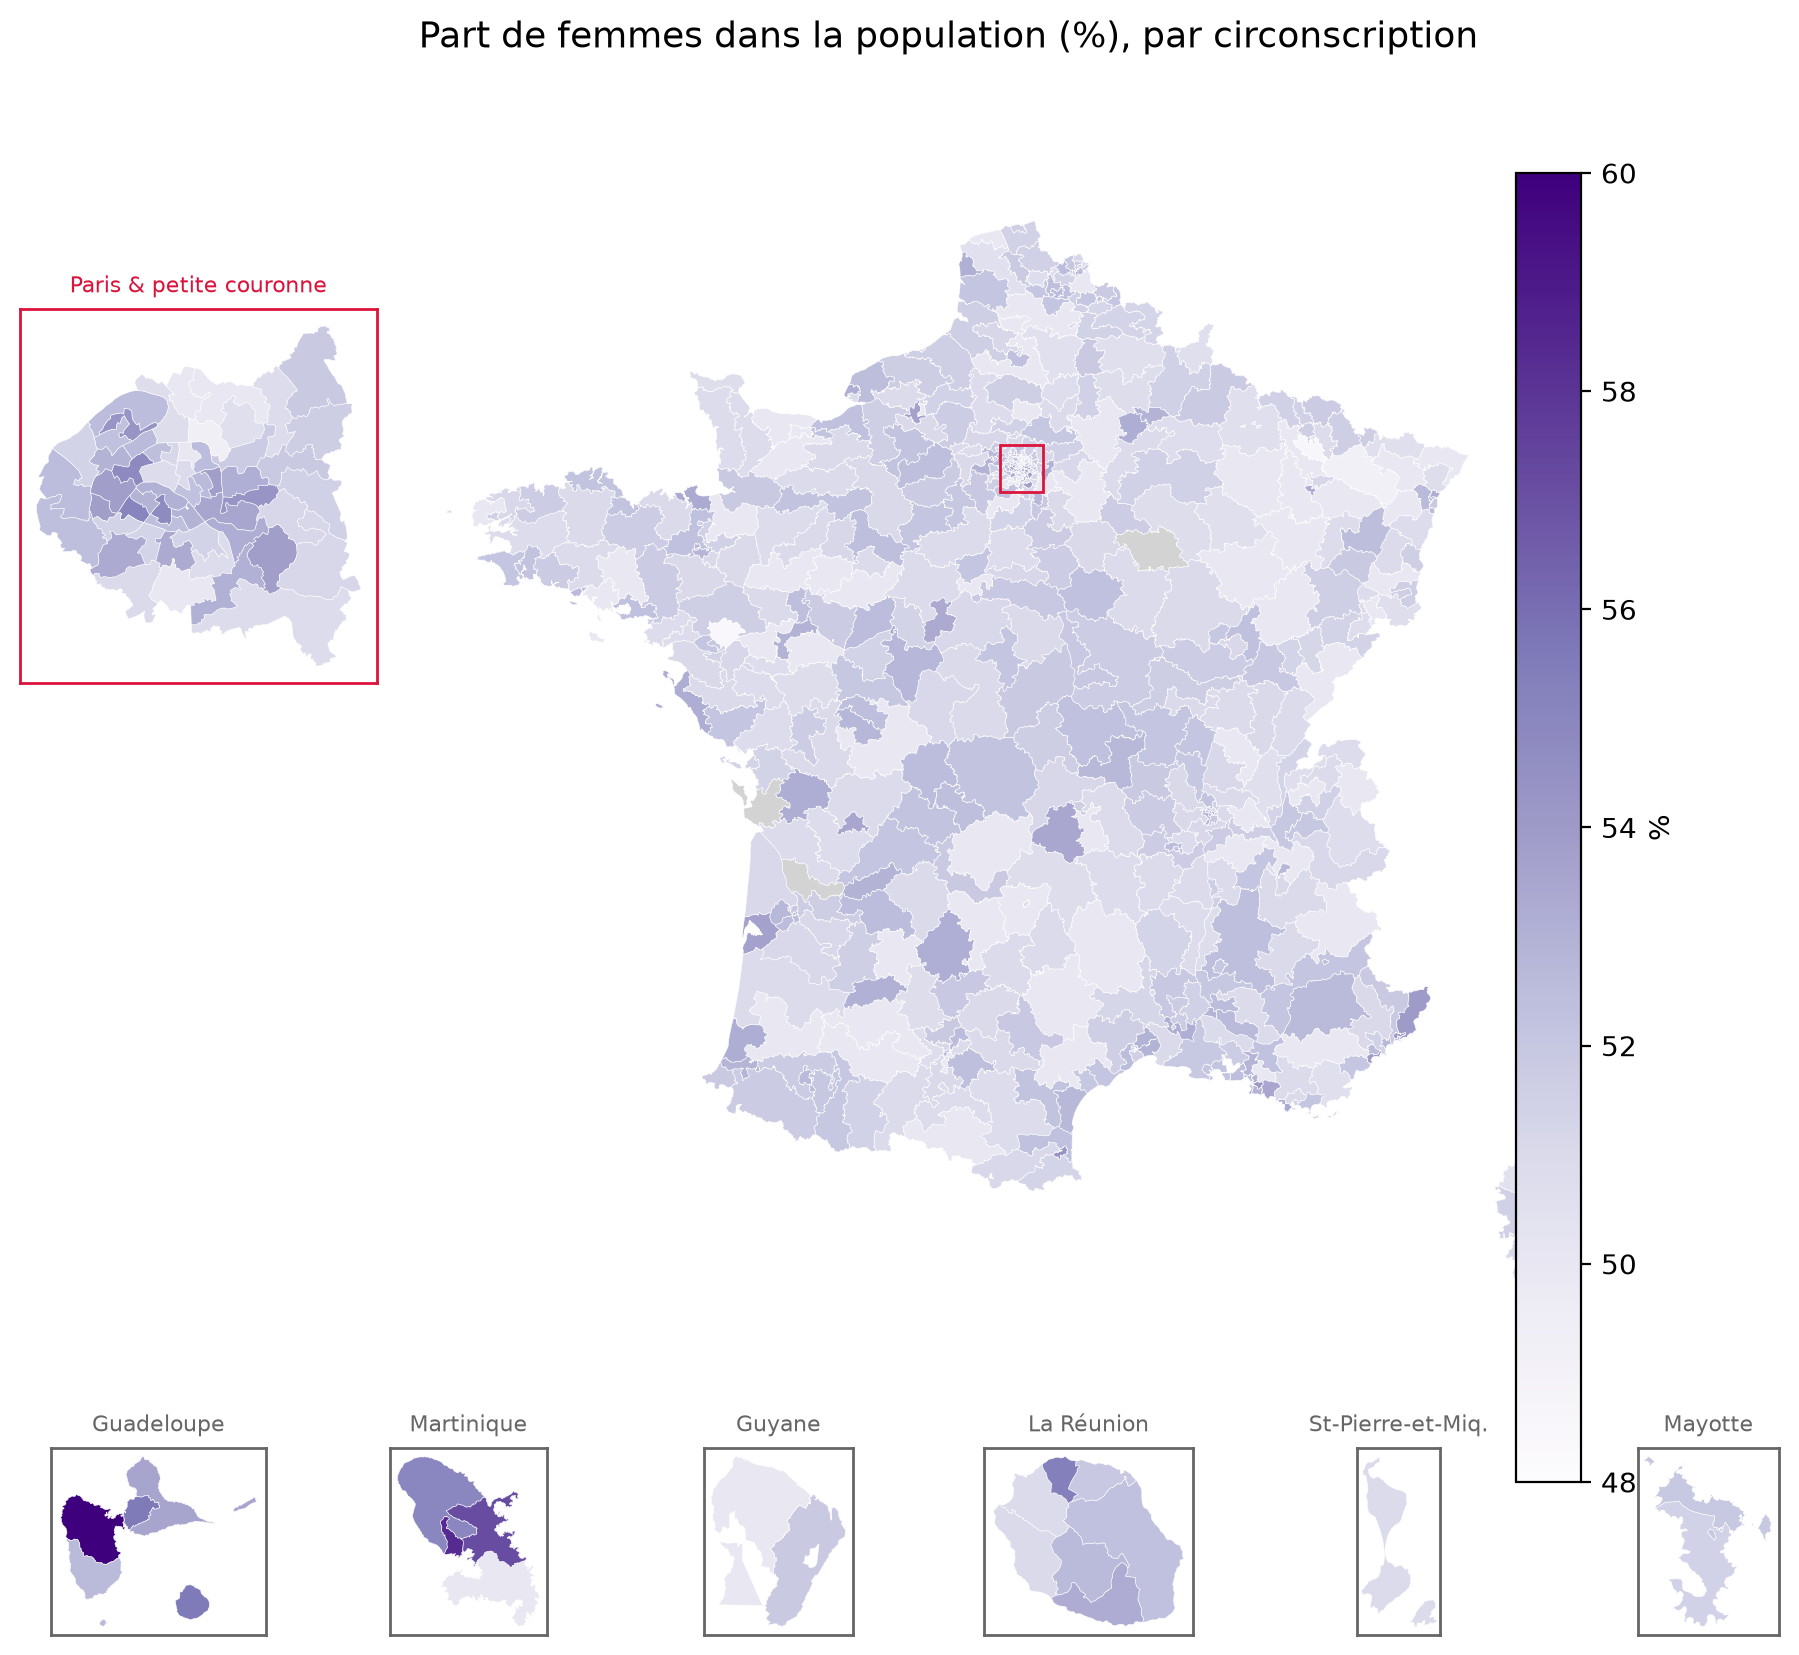 Part de femmes dans la population (%), par circonscription
Paris & petite couronne
60
58
56
54
%
52
50
48
Guadeloupe
Martinique
Guyane
La Réunion
St-Pierre-et-Miq.
Mayotte